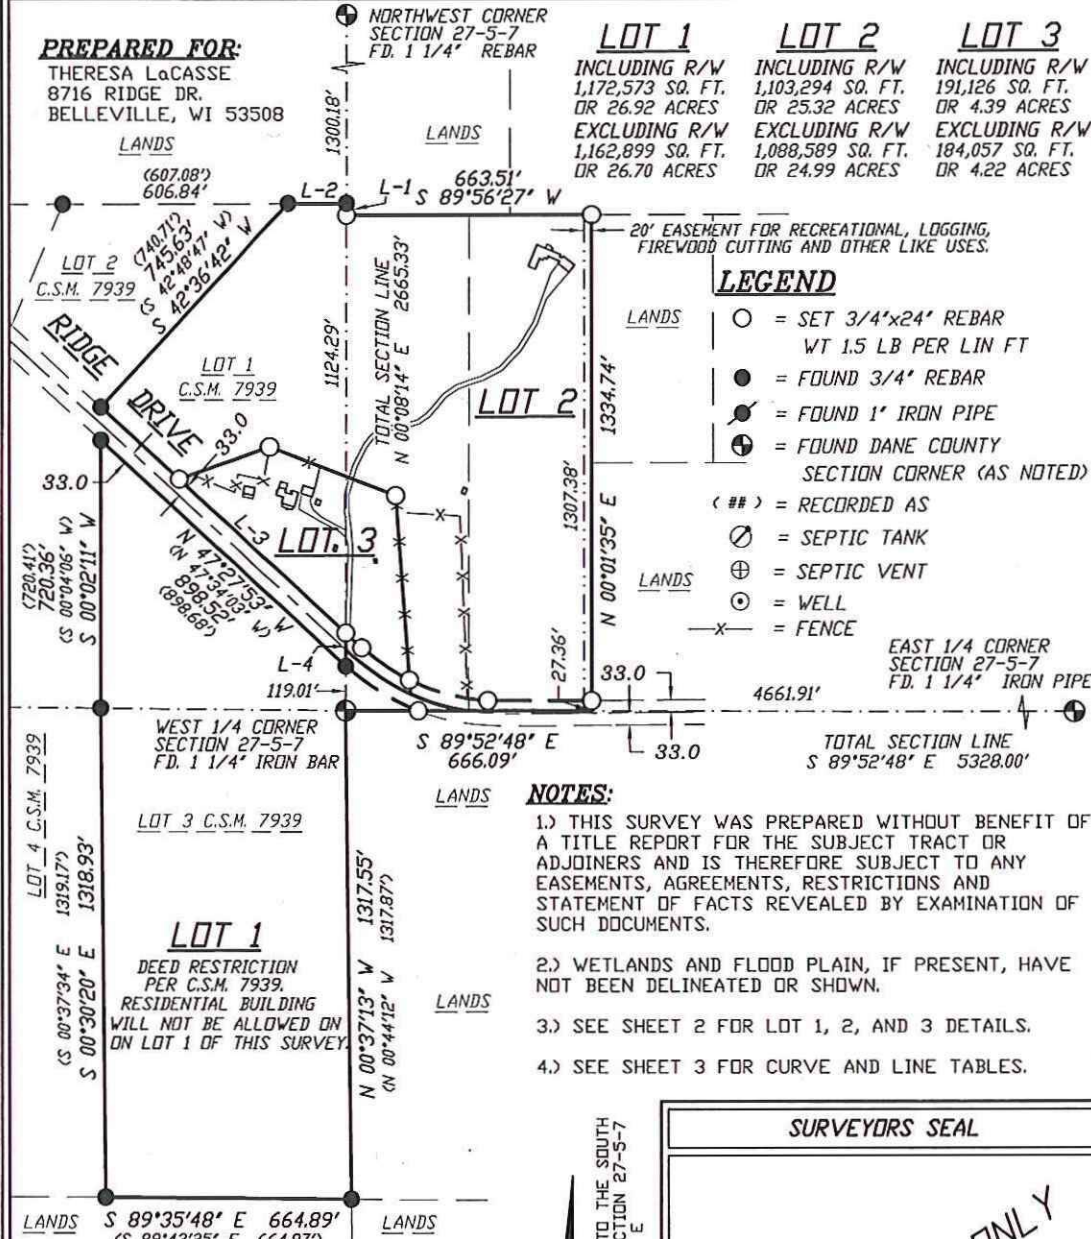 NORTHWEST CORNER
SECTION 27-5-7
FD. 1 1/4" REBAR
PREPARED FOR:
THERESA LaCASSE
8716 RIDGE DR.
BELLEVILLE, WI 53508
LOT 1
INCLUDING R/W
1,172,573 SQ. FT.
OR 26.92 ACRES
EXCLUDING R/W
1,162,899 SQ. FT.
OR 26.70 ACRES
LOT 2
INCLUDING R/W
1,103,294 SQ. FT.
OR 25.32 ACRES
EXCLUDING R/W
1,088,589 SQ. FT.
OR 24.99 ACRES
LOT 3
INCLUDING R/W
191,126 SQ. FT.
OR 4.39 ACRES
EXCLUDING R/W
184,057 SQ. FT.
OR 4.22 ACRES
1300.18'
LANDS
LANDS
(607.08')
606.84'
L-2
L-1
663.51'
S 89°56'27" W
20' EASEMENT FOR RECREATIONAL, LOGGING,
FIREWOOD CUTTING AND OTHER LIKE USES.
(740.71')
745.63'
(S 42°48'47" W)
S 42°36'42" W
LOT 2
C.S.M. 7939
RIDGE DRIVE
LOT 1
C.S.M. 7939
1124.29'
TOTAL SECTION LINE
N 00°08'14" E 2665.33'
LOT 2
LANDS
1334.74'
1307.38'
N 00°01'35" E
LANDS
LEGEND
= SET 3/4"x24" REBAR
WT 1.5 LB PER LIN FT
= FOUND 3/4" REBAR
= FOUND 1" IRON PIPE
= FOUND DANE COUNTY
SECTION CORNER (AS NOTED)
( ## ) = RECORDED AS
= SEPTIC TANK
= SEPTIC VENT
= WELL
—X— = FENCE
33.0
33.0
L-3
LOT 3
N 47°27'53" W
(N 47°34'03" W)
898.52'
(898.68')
(720.41')
720.36'
(S 00°04'06" W)
S 00°02'11" W
L-4
119.01'
27.36'
33.0
33.0
EAST 1/4 CORNER
SECTION 27-5-7
FD. 1 1/4" IRON PIPE
4661.91'
WEST 1/4 CORNER
SECTION 27-5-7
FD. 1 1/4" IRON BAR
S 89°52'48" E
666.09'
TOTAL SECTION LINE
S 89°52'48" E 5328.00'
LOT 4 C.S.M. 7939
LOT 3 C.S.M. 7939
LANDS
1319.17')
1318.93'
(S 00°37'34" E
S 00°30'20" E
LOT 1
DEED RESTRICTION
PER C.S.M. 7939.
RESIDENTIAL BUILDING
WILL NOT BE ALLOWED ON
ON LOT 1 OF THIS SURVEY.
1317.55'
1317.87')
N 00°37'13" W
(N 00°44'12" W
LANDS
NOTES:
1.) THIS SURVEY WAS PREPARED WITHOUT BENEFIT OF
A TITLE REPORT FOR THE SUBJECT TRACT OR
ADJOINERS AND IS THEREFORE SUBJECT TO ANY
EASEMENTS, AGREEMENTS, RESTRICTIONS AND
STATEMENT OF FACTS REVEALED BY EXAMINATION OF
SUCH DOCUMENTS.
2.) WETLANDS AND FLOOD PLAIN, IF PRESENT, HAVE
NOT BEEN DELINEATED OR SHOWN.
3.) SEE SHEET 2 FOR LOT 1, 2, AND 3 DETAILS.
4.) SEE SHEET 3 FOR CURVE AND LINE TABLES.
LANDS
S 89°35'48" E 664.89'
LANDS
TO THE SOUTH
27-5-7
E
SURVEYORS SEAL
ONLY